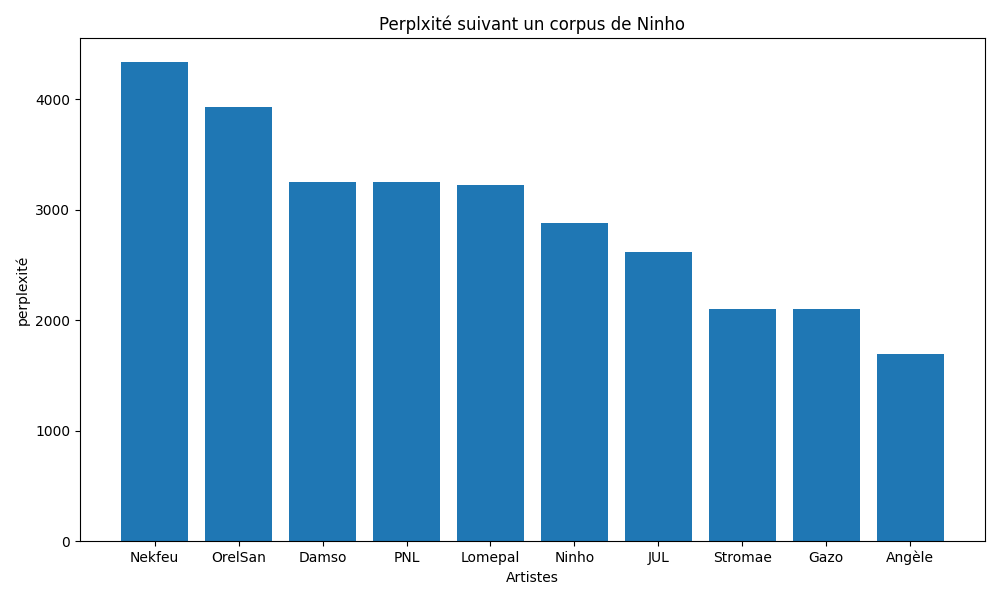 Perplxité suivant un corpus de Ninho
perplexité
4000
3000
2000
1000
0
Nekfeu OrelSan Damso PNL Lomepal Ninho JUL Stromae Gazo Angèle
Artistes